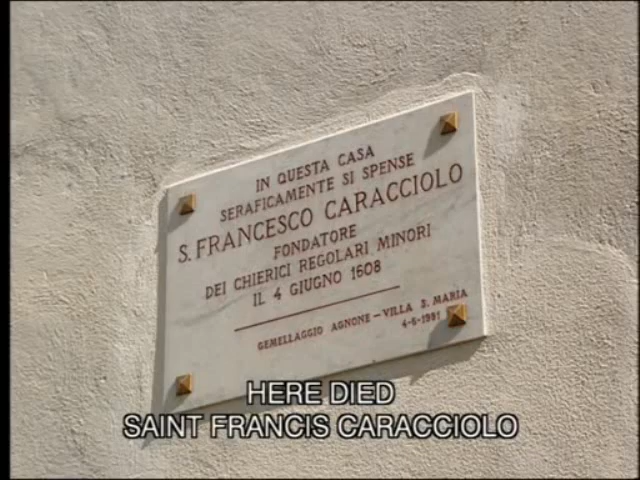 IN QUESTA CASA
SERAFICAMENTE SI SPENSE
S. FRANCESCO CARACCIOLO
FONDATORE
DEI CHIERICI REGOLARI MINORI
IL 4 GIUGNO 1608
GEMELLAGGIO AGNONE - VILLA S. MARIA
4-6-1991
HERE DIED
SAINT FRANCIS CARACCIOLO